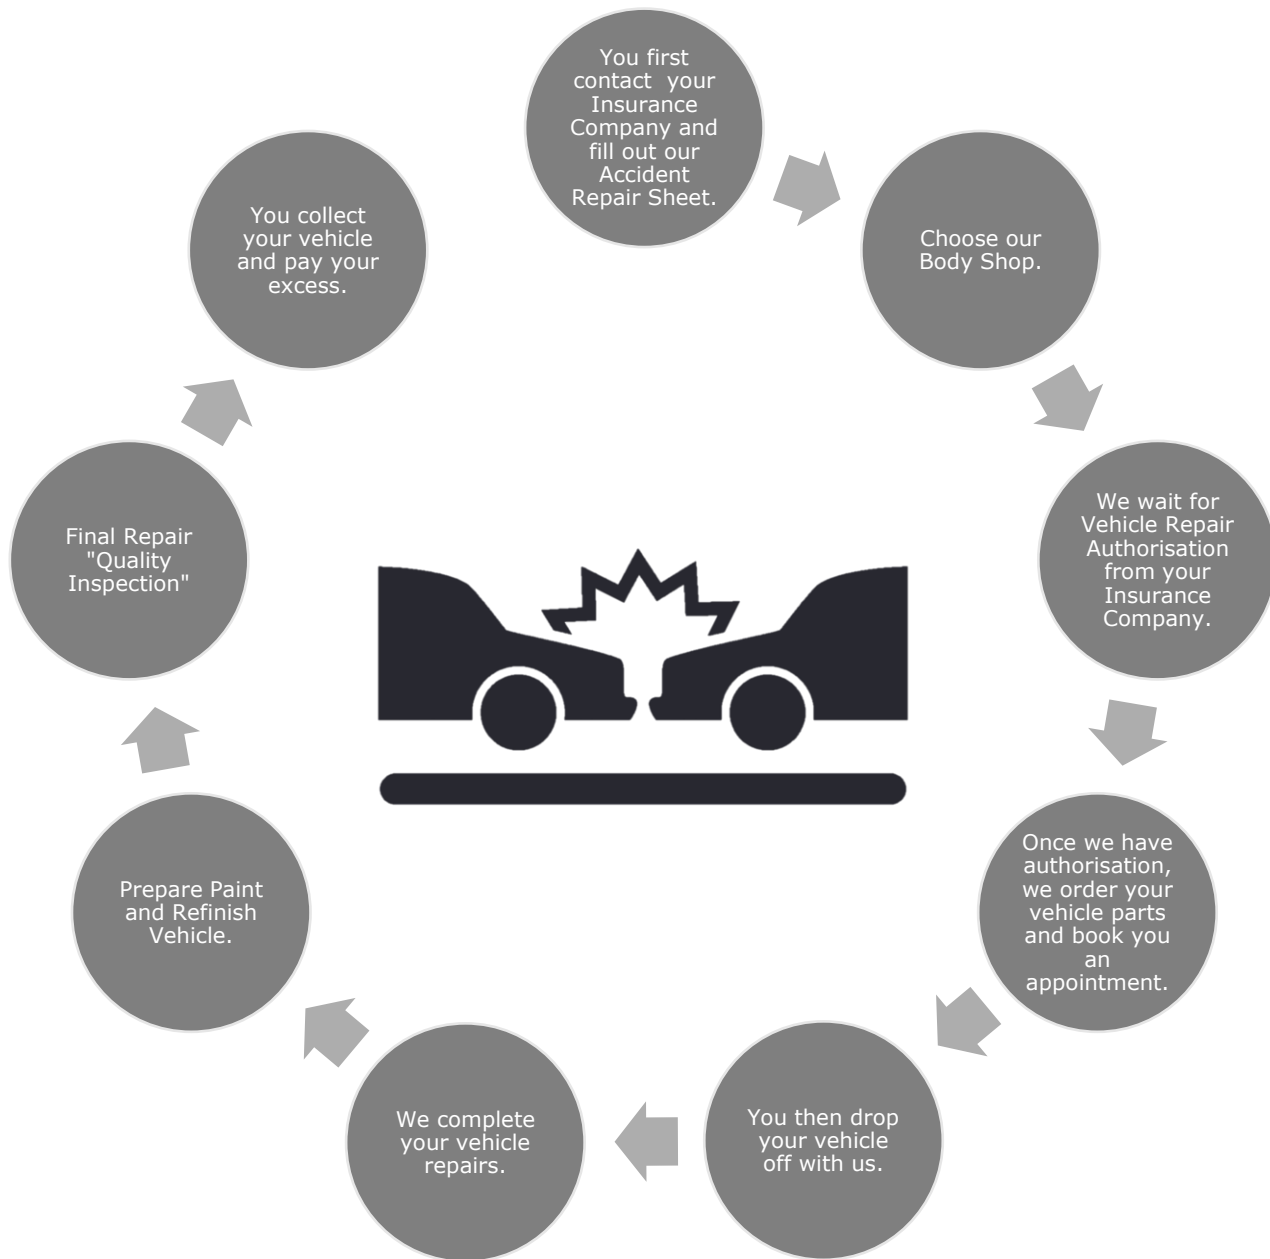 You first
contact your
Insurance
Company and
fill out our
Accident
Repair Sheet.
Choose our
Body Shop.
We wait for
Vehicle Repair
Authorisation
from your
Insurance
Company.
Once we have
authorisation,
we order your
vehicle parts
and book you
an
appointment.
You then drop
your vehicle
off with us.
We complete
your vehicle
repairs.
Prepare Paint
and Refinish
Vehicle.
Final Repair
"Quality
Inspection"
You collect
your vehicle
and pay your
excess.